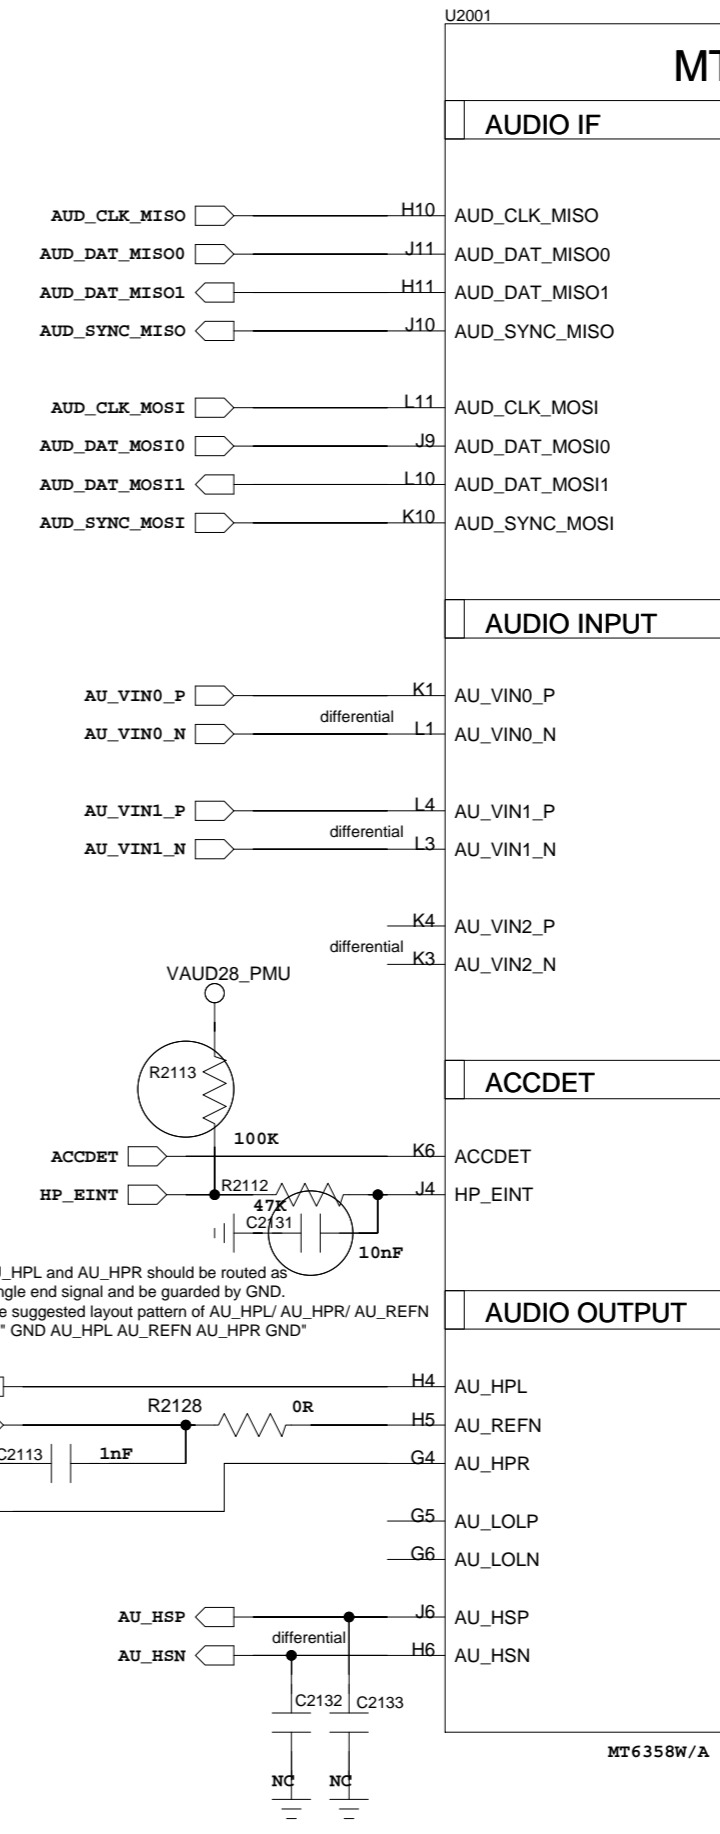 U2001
MT
AUDIO IF
AUD_CLK_MISO H10 AUD_CLK_MISO
AUD_DAT_MISO0 J11 AUD_DAT_MISO0
AUD_DAT_MISO1 H11 AUD_DAT_MISO1
AUD_SYNC_MISO J10 AUD_SYNC_MISO
AUD_CLK_MOSI L11 AUD_CLK_MOSI
AUD_DAT_MOSI0 J9 AUD_DAT_MOSI0
AUD_DAT_MOSI1 L10 AUD_DAT_MOSI1
AUD_SYNC_MOSI K10 AUD_SYNC_MOSI
AUDIO INPUT
AU_VIN0_P K1 AU_VIN0_P
differential
AU_VIN0_N L1 AU_VIN0_N
AU_VIN1_P L4 AU_VIN1_P
differential
AU_VIN1_N L3 AU_VIN1_N
K4 AU_VIN2_P
differential
K3 AU_VIN2_N
VAUD28_PMU
R2113
ACCDET
100K
ACCDET K6 ACCDET
HP_EINT R2112 J4 HP_EINT
47K
C2131
10nF
U_HPL and AU_HPR should be routed as
ngle end signal and be guarded by GND.
e suggested layout pattern of AU_HPL/ AU_HPR/ AU_REFN
" GND AU_HPL AU_REFN AU_HPR GND"
AUDIO OUTPUT
H4 AU_HPL
R2128 0R H5 AU_REFN
C2113 1nF G4 AU_HPR
G5 AU_LOLP
G6 AU_LOLN
AU_HSP J6 AU_HSP
differential
AU_HSN H6 AU_HSN
C2132 C2133
MT6358W/A
NC NC